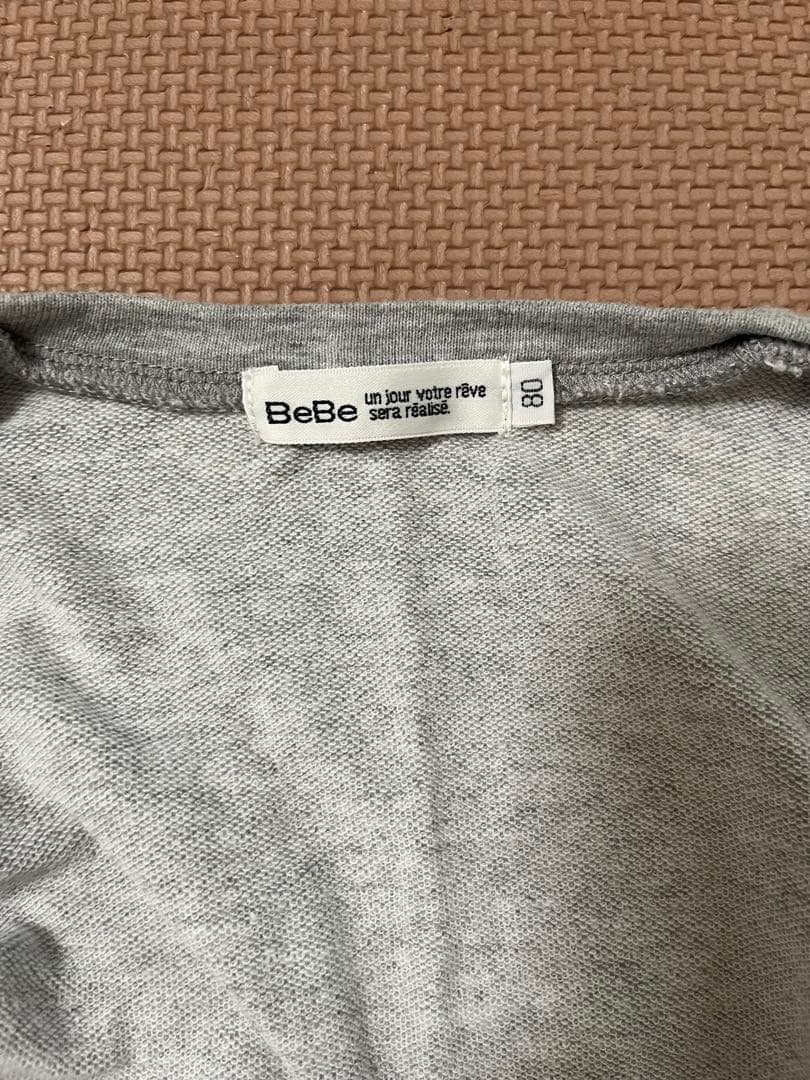 BeBe
un jour votre rêve
sera réalisé.
80